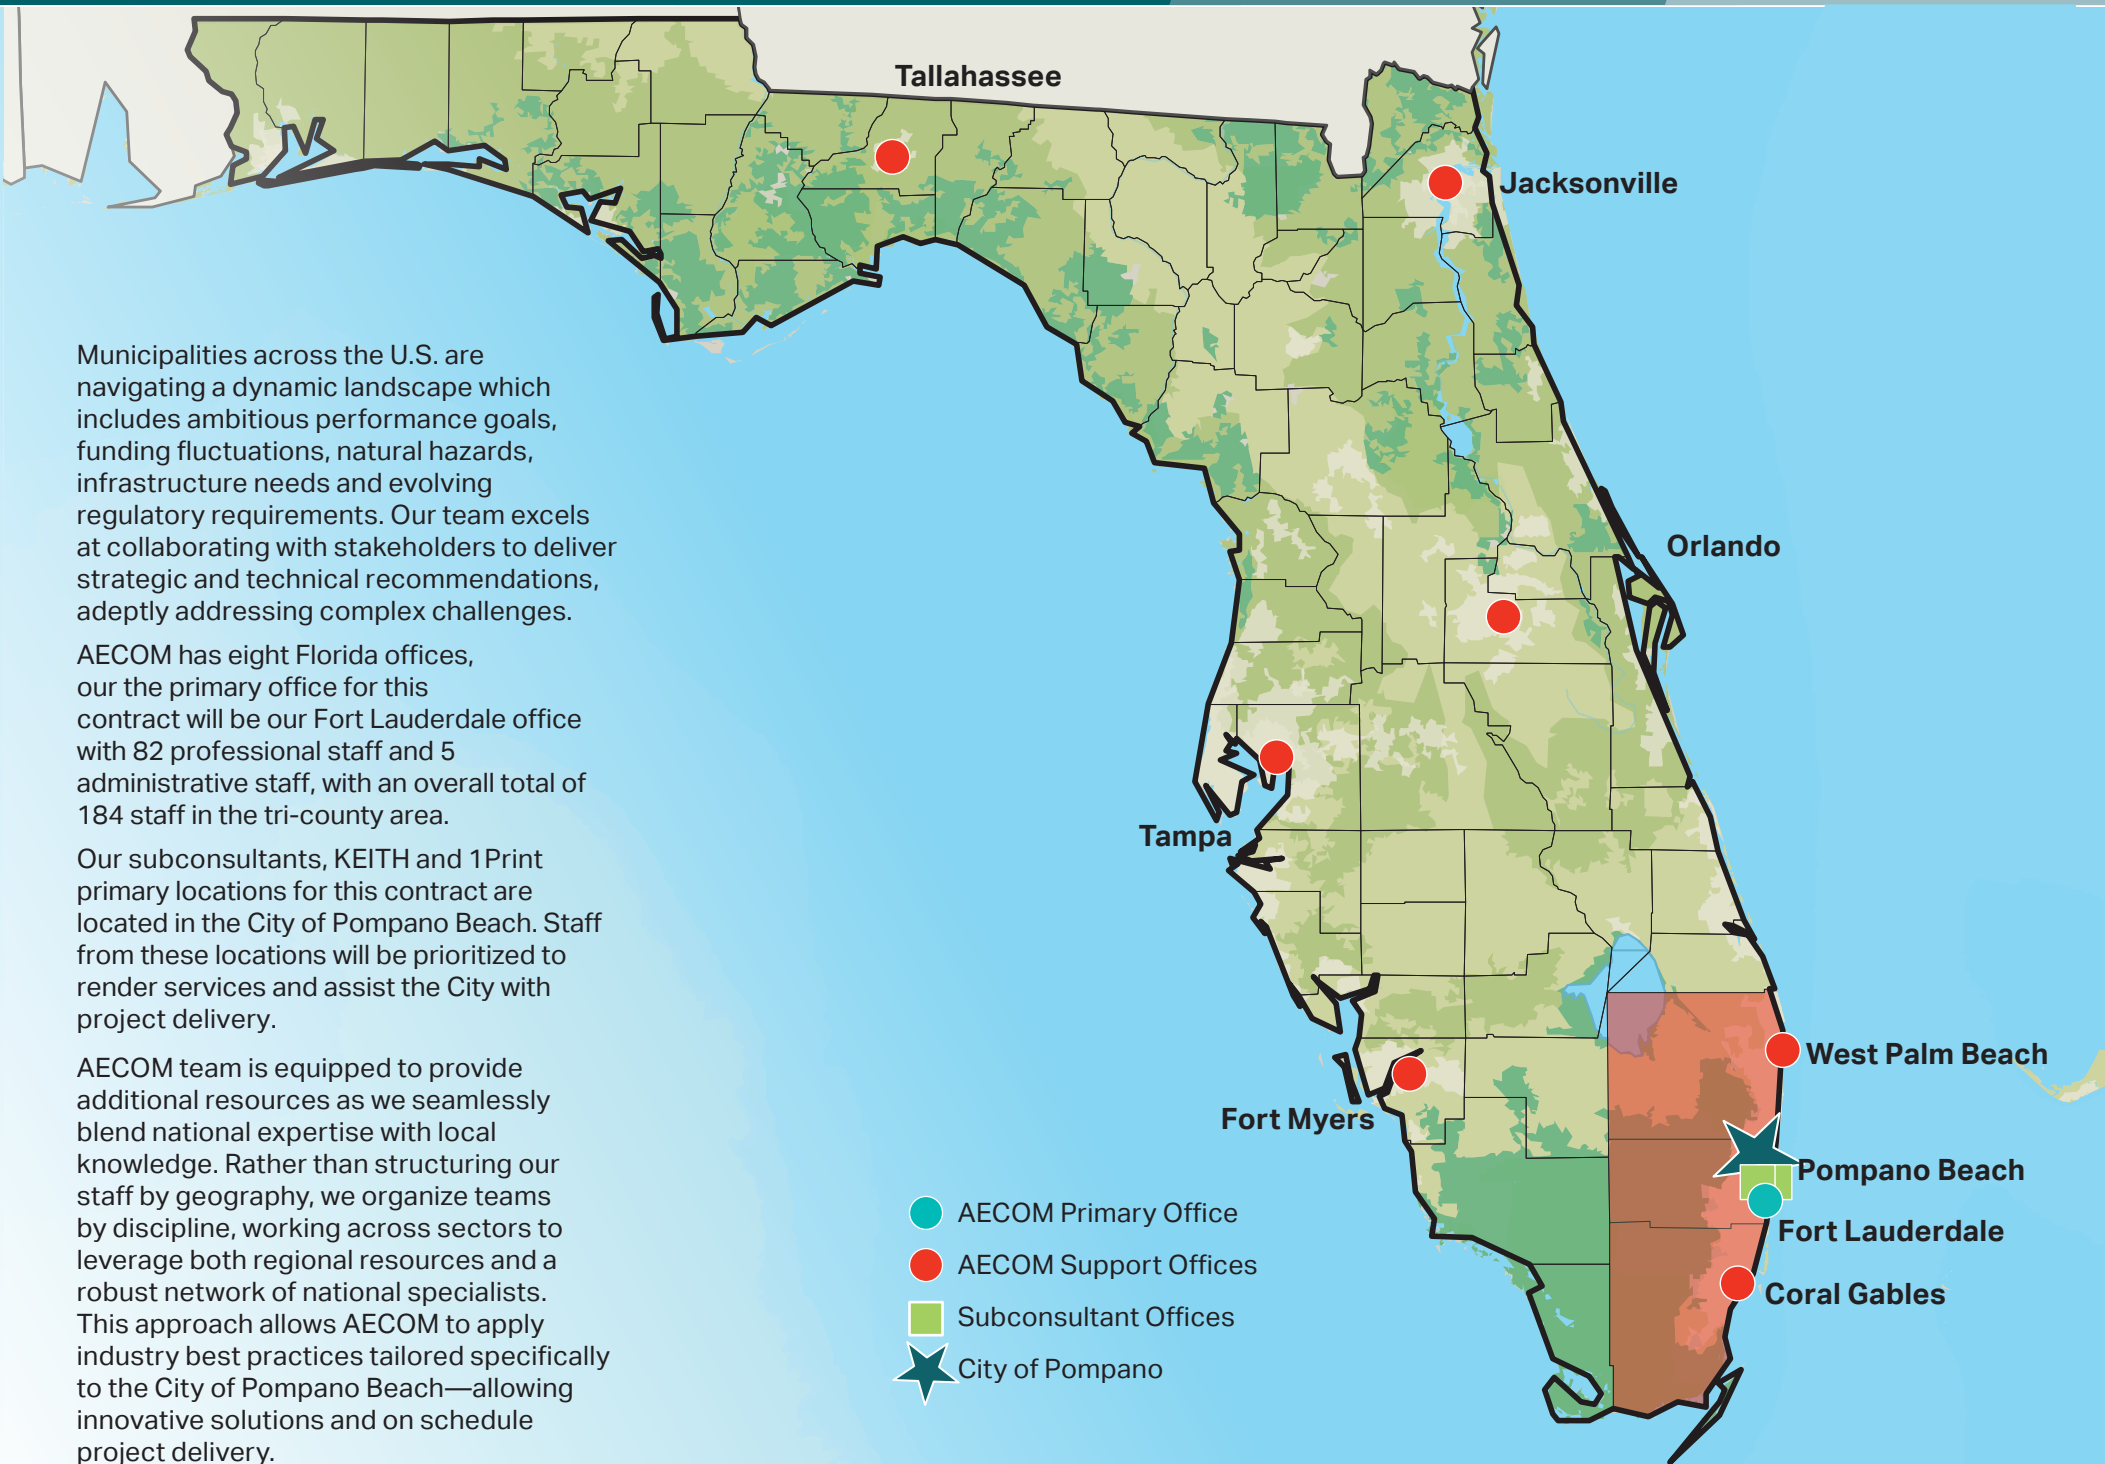 Tallahassee
Jacksonville
Municipalities across the U.S. are
navigating a dynamic landscape which
includes ambitious performance goals,
funding fluctuations, natural hazards,
infrastructure needs and evolving
regulatory requirements. Our team excels
at collaborating with stakeholders to deliver
strategic and technical recommendations,
adeptly addressing complex challenges.
AECOM has eight Florida offices,
our the primary office for this
contract will be our Fort Lauderdale office
with 82 professional staff and 5
administrative staff, with an overall total of
184 staff in the tri-county area.
Our subconsultants, KEITH and 1Print
primary locations for this contract are
located in the City of Pompano Beach. Staff
from these locations will be prioritized to
render services and assist the City with
project delivery.
AECOM team is equipped to provide
additional resources as we seamlessly
blend national expertise with local
knowledge. Rather than structuring our
staff by geography, we organize teams
by discipline, working across sectors to
leverage both regional resources and a
robust network of national specialists.
This approach allows AECOM to apply
industry best practices tailored specifically
to the City of Pompano Beach—allowing
innovative solutions and on schedule
project delivery.
Orlando
Tampa
West Palm Beach
Fort Myers
Pompano Beach
Fort Lauderdale
Coral Gables
AECOM Primary Office
AECOM Support Offices
Subconsultant Offices
City of Pompano